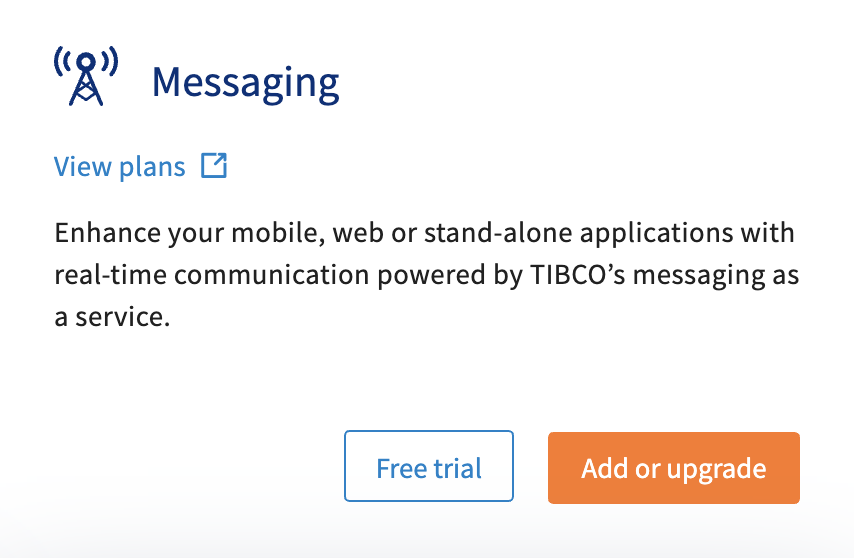 Messaging
View plans
Enhance your mobile, web or stand-alone applications with
real-time communication powered by TIBCO’s messaging as
a service.
Free trial
Add or upgrade